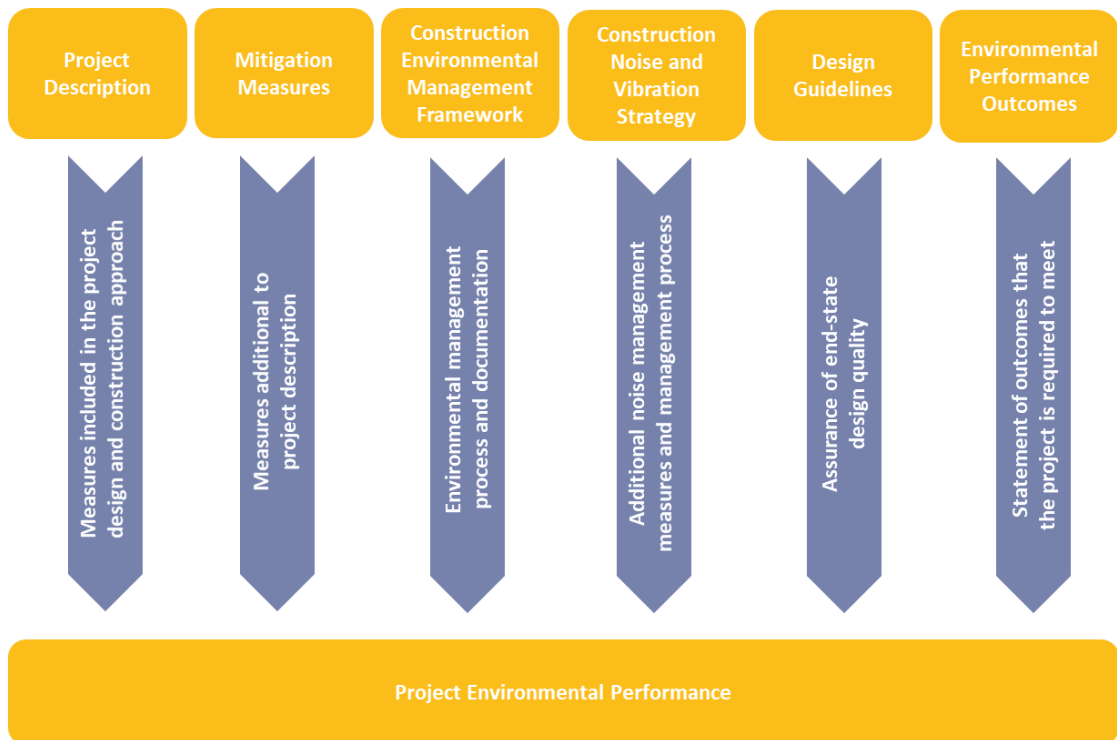 Project
Description
Mitigation
Measures
Construction
Environmental
Management
Framework
Construction
Noise and
Vibration
Strategy
Design
Guidelines
Environmental
Performance
Outcomes
Measures included in the project
design and construction approach
Measures additional to
project description
Environmental management
process and documentation
Additional noise management
measures and management process
Assurance of end-state
design quality
Statement of outcomes that
the project is required to meet
Project Environmental Performance